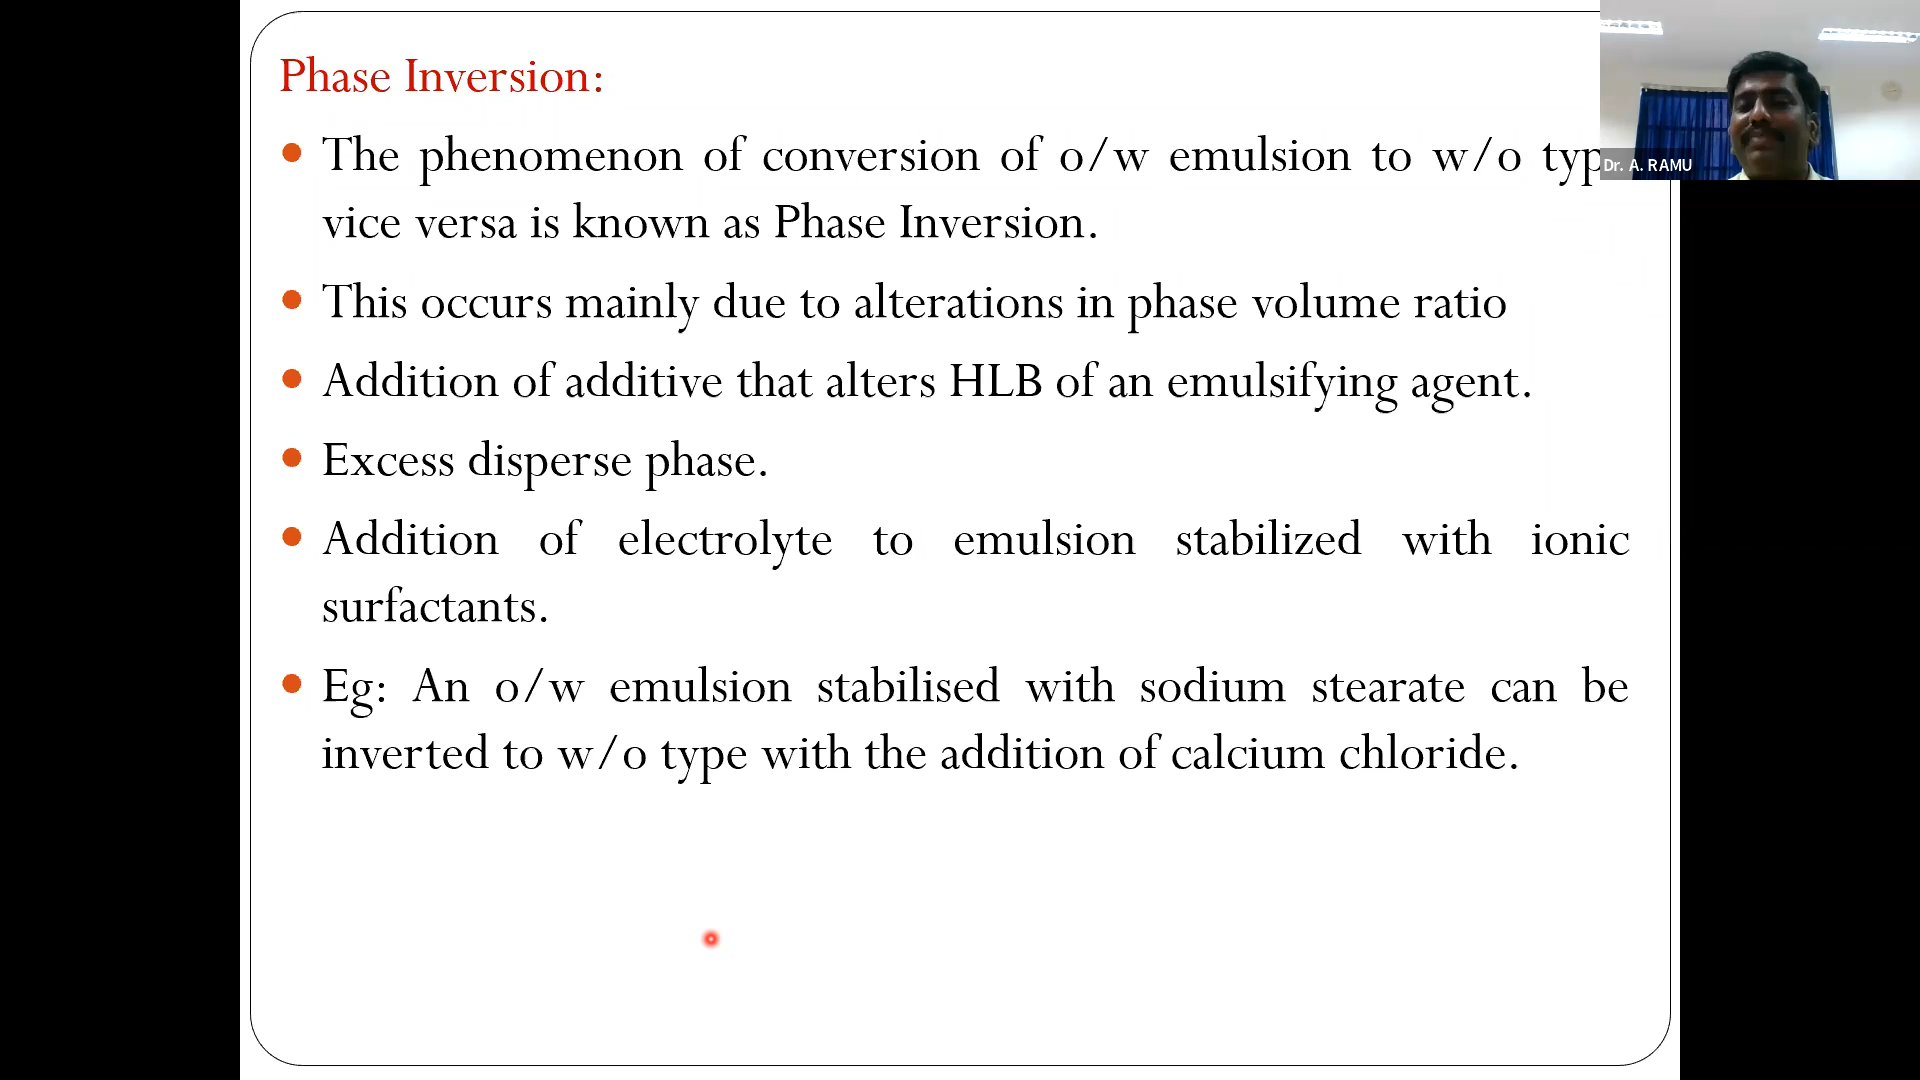 Phase Inversion:
The phenomenon of conversion of o/w emulsion to w/o
vice versa is known as Phase Inversion.
This occurs mainly due to alterations in phase volume ratio
Addition of additive that alters HLB of an emulsifying agent.
Excess disperse phase.
Addition of electrolyte to emulsion stabilized with ionic
surfactants.
Eg: An o/w emulsion stabilised with sodium stearate can be
inverted to w/o type with the addition of calcium chloride.
Dr. A. RAMU